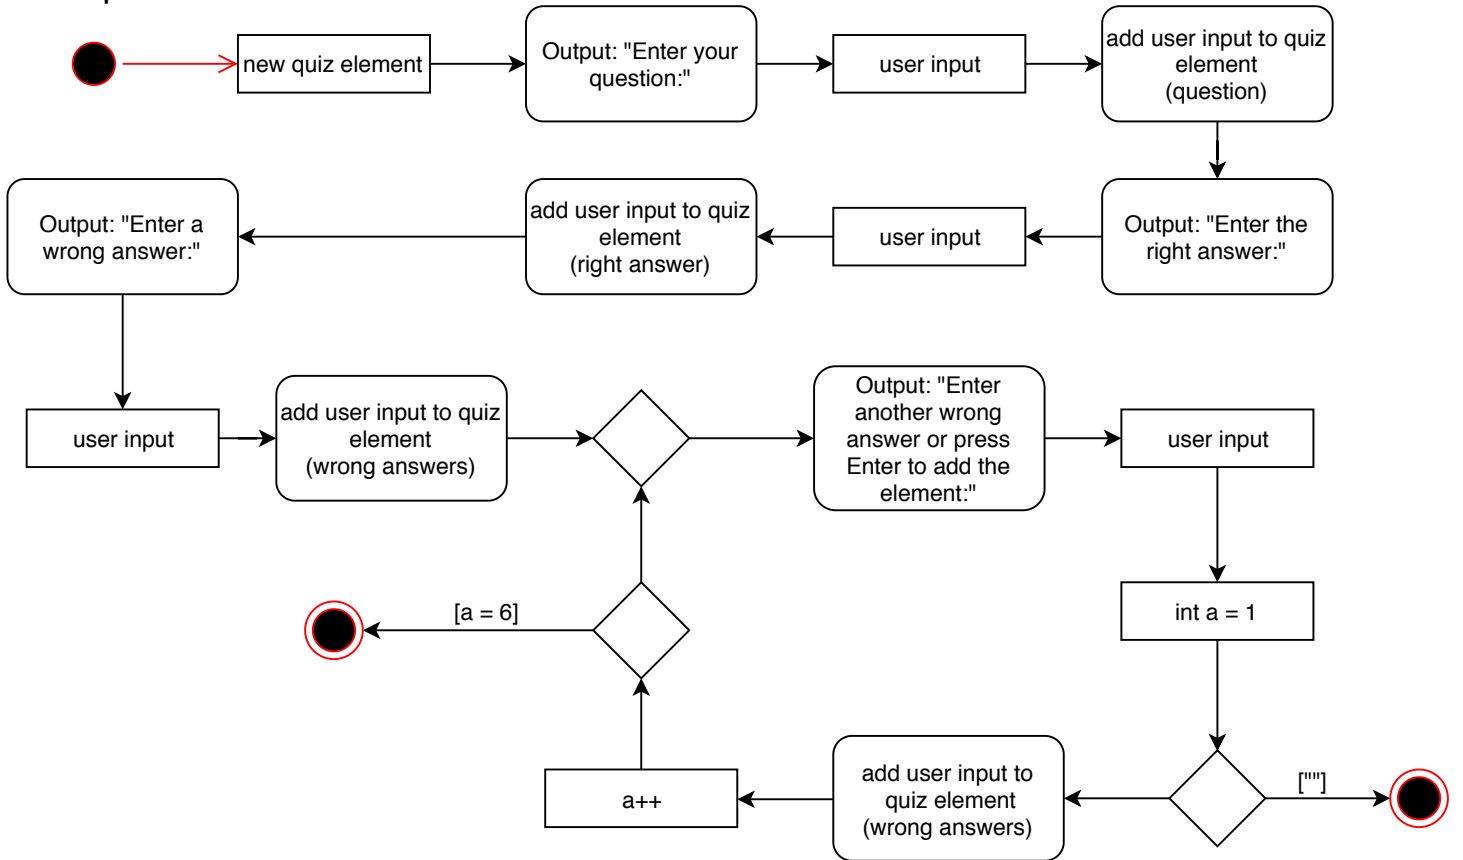 new quiz element
Output: "Enter your
question:"
user input
add user input to quiz
element
(question)
Output: "Enter a
wrong answer:"
add user input to quiz
element
(right answer)
user input
Output: "Enter the
right answer:"
user input
add user input to quiz
element
(wrong answers)
Output: "Enter
another wrong
answer or press
Enter to add the
element:"
user input
[a = 6]
int a = 1
a++
add user input to
quiz element
(wrong answers)
[""]